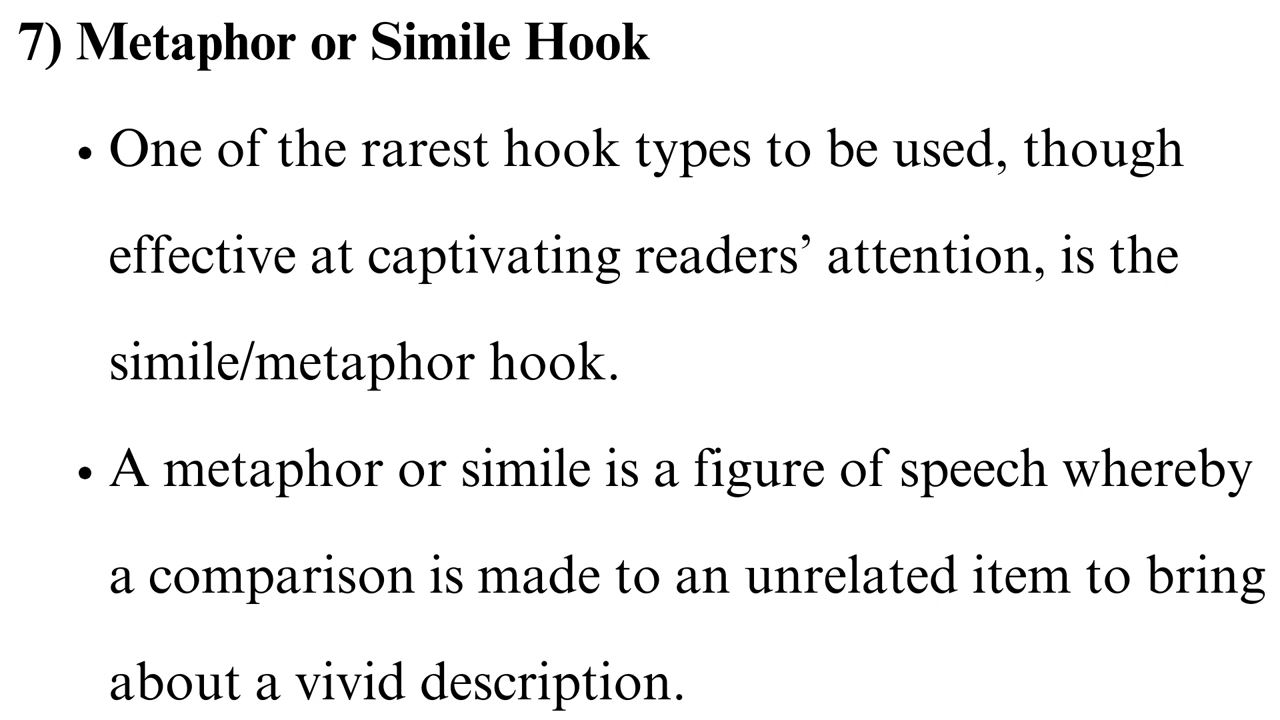 7) Metaphor or Simile Hook
• One of the rarest hook types to be used, though
effective at captivating readers’ attention, is the
simile/metaphor hook.
• A metaphor or simile is a figure of speech whereby
a comparison is made to an unrelated item to bring
about a vivid description.